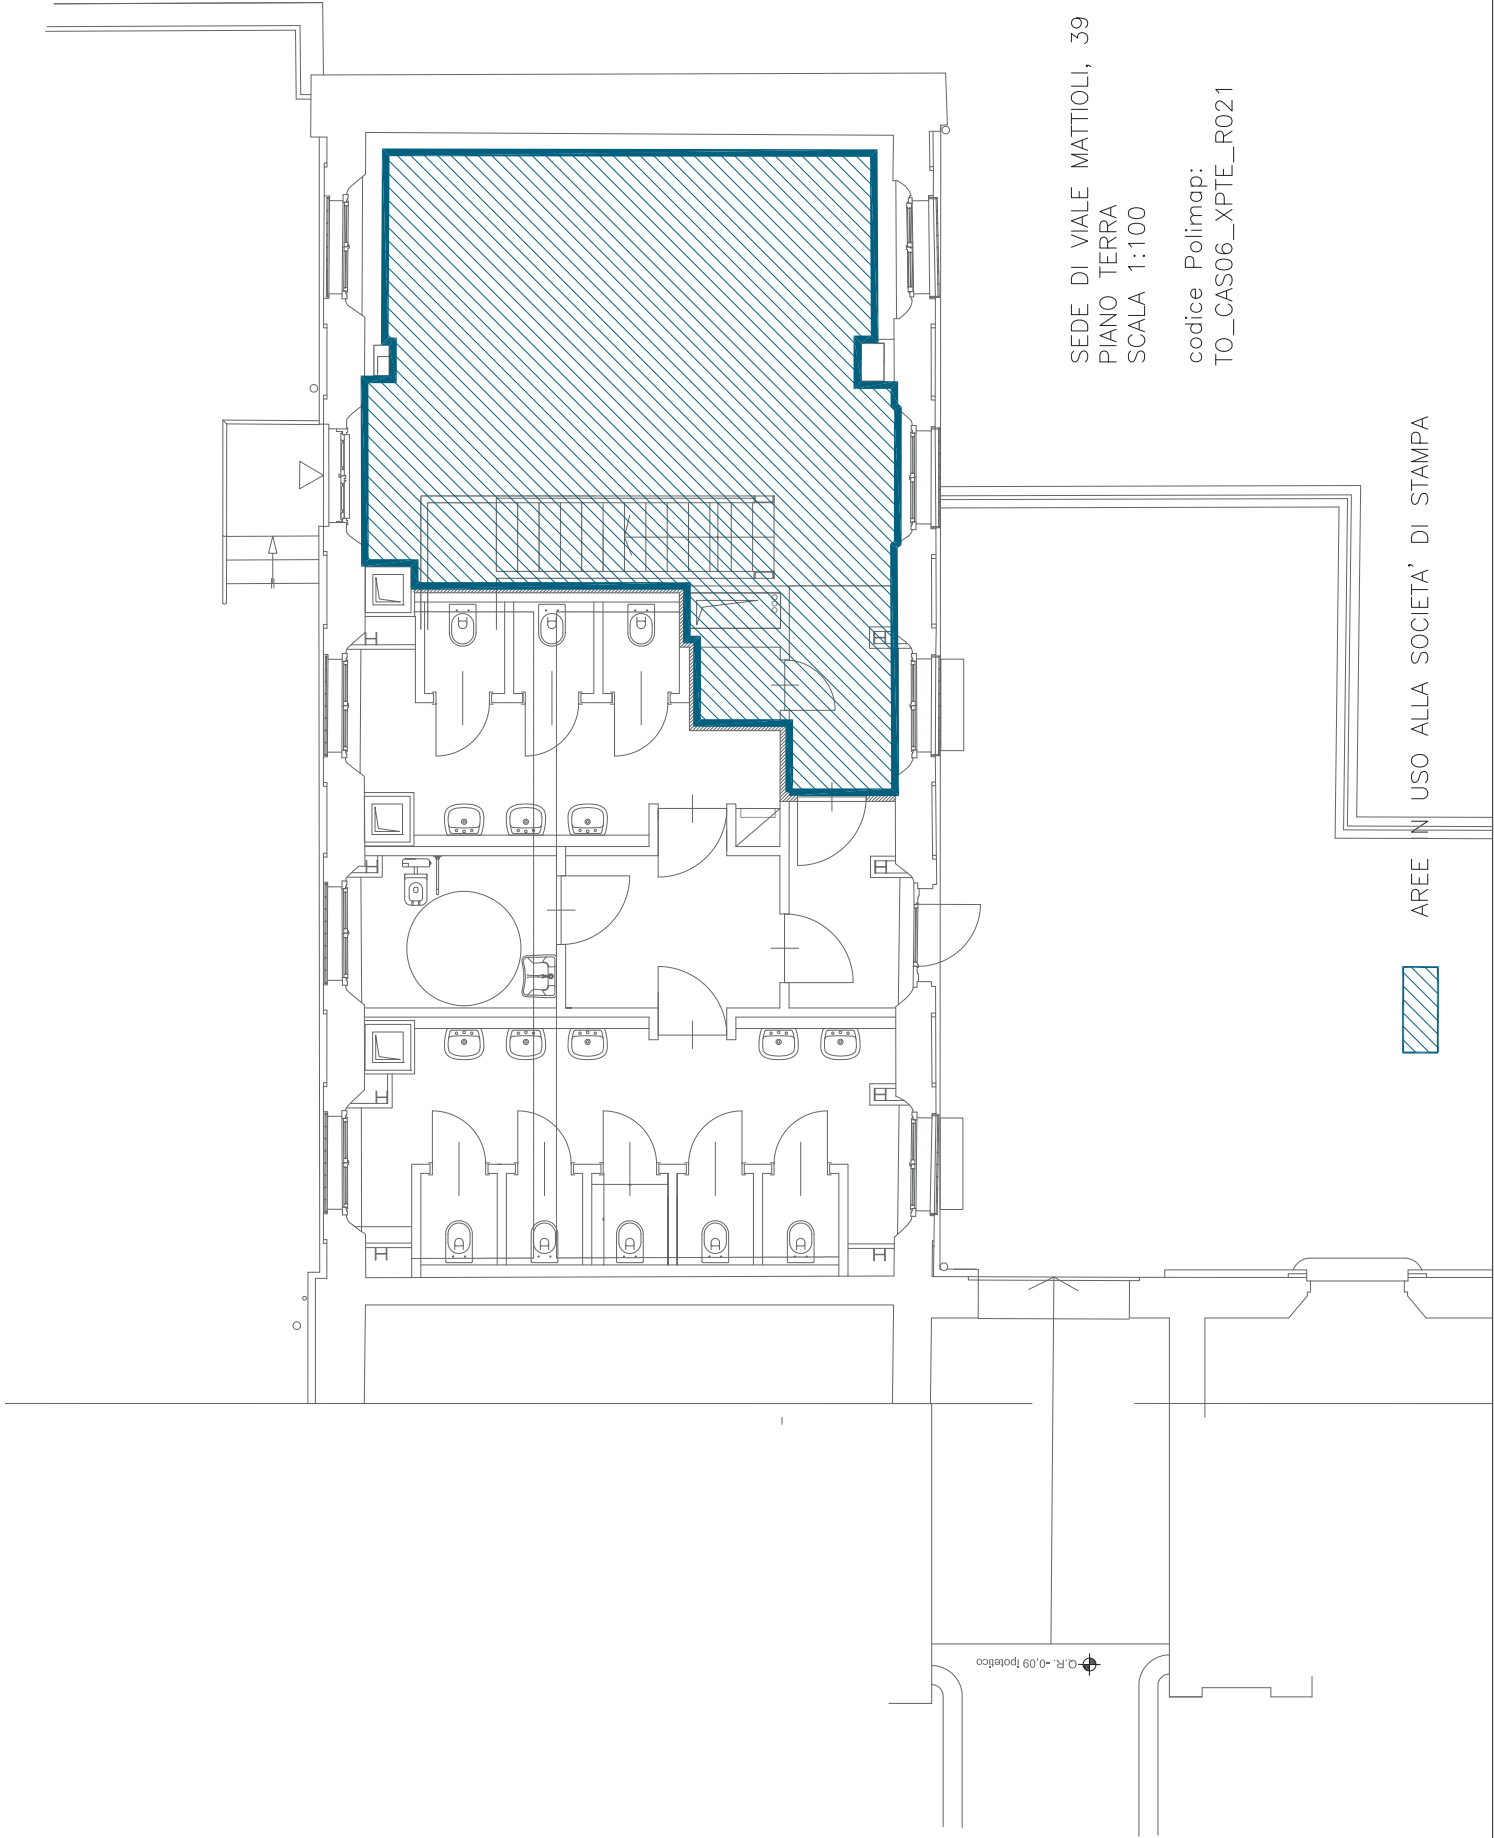 SEDE DI VIALE MATTIOLI, 39
PIANO TERRA
SCALA 1:100
codice Polimap:
TO_CAS06_XPTE_R021
AREE IN USO ALLA SOCIETA' DI STAMPA
Q.R. -0,09 ipotetico